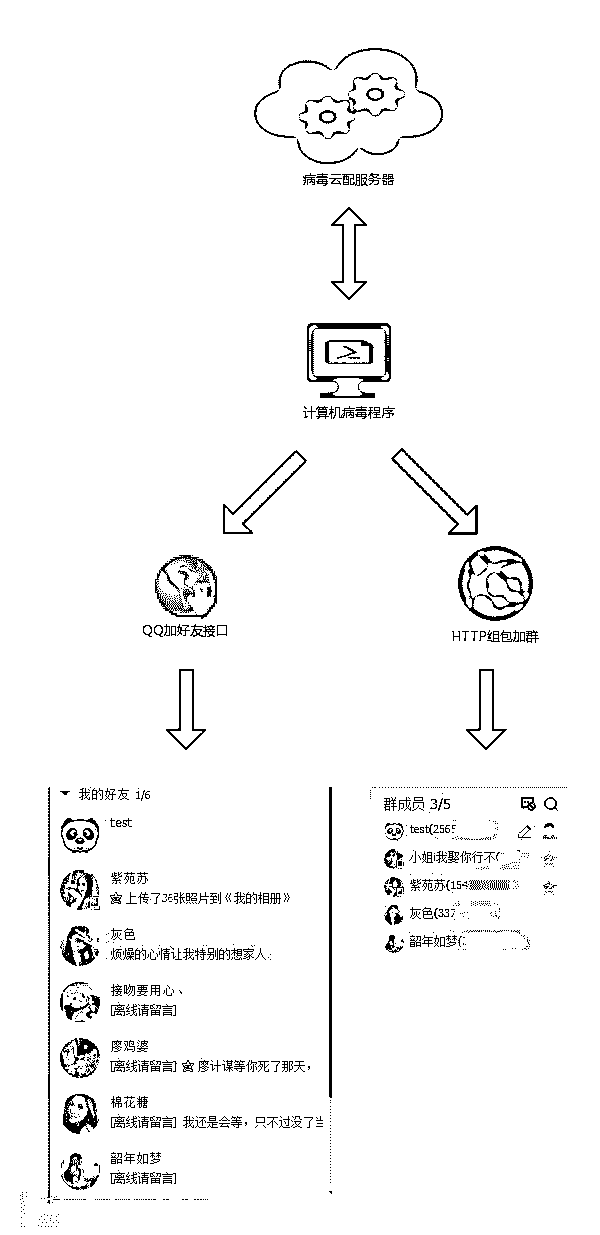 病毒云配服务器
计算机病毒程序
QQ加好友接口
HTTP组包加群
我的好友 1/6
test
紫苑苏
上传了36张照片到《我的相册》
灰色
烦燥的心情让我特别的想家人。
接吻要用心、
[离线请留言]
廖鸡婆
[离线请留言] 廖计谋等你死了那天，
棉花糖
[离线请留言] 我还是会等，只不过没了当
韶年如梦
[离线请留言]
群成员 3/5
test(2565
小姐我娶你行不(
紫苑苏(154
灰色(337
韶年如梦(